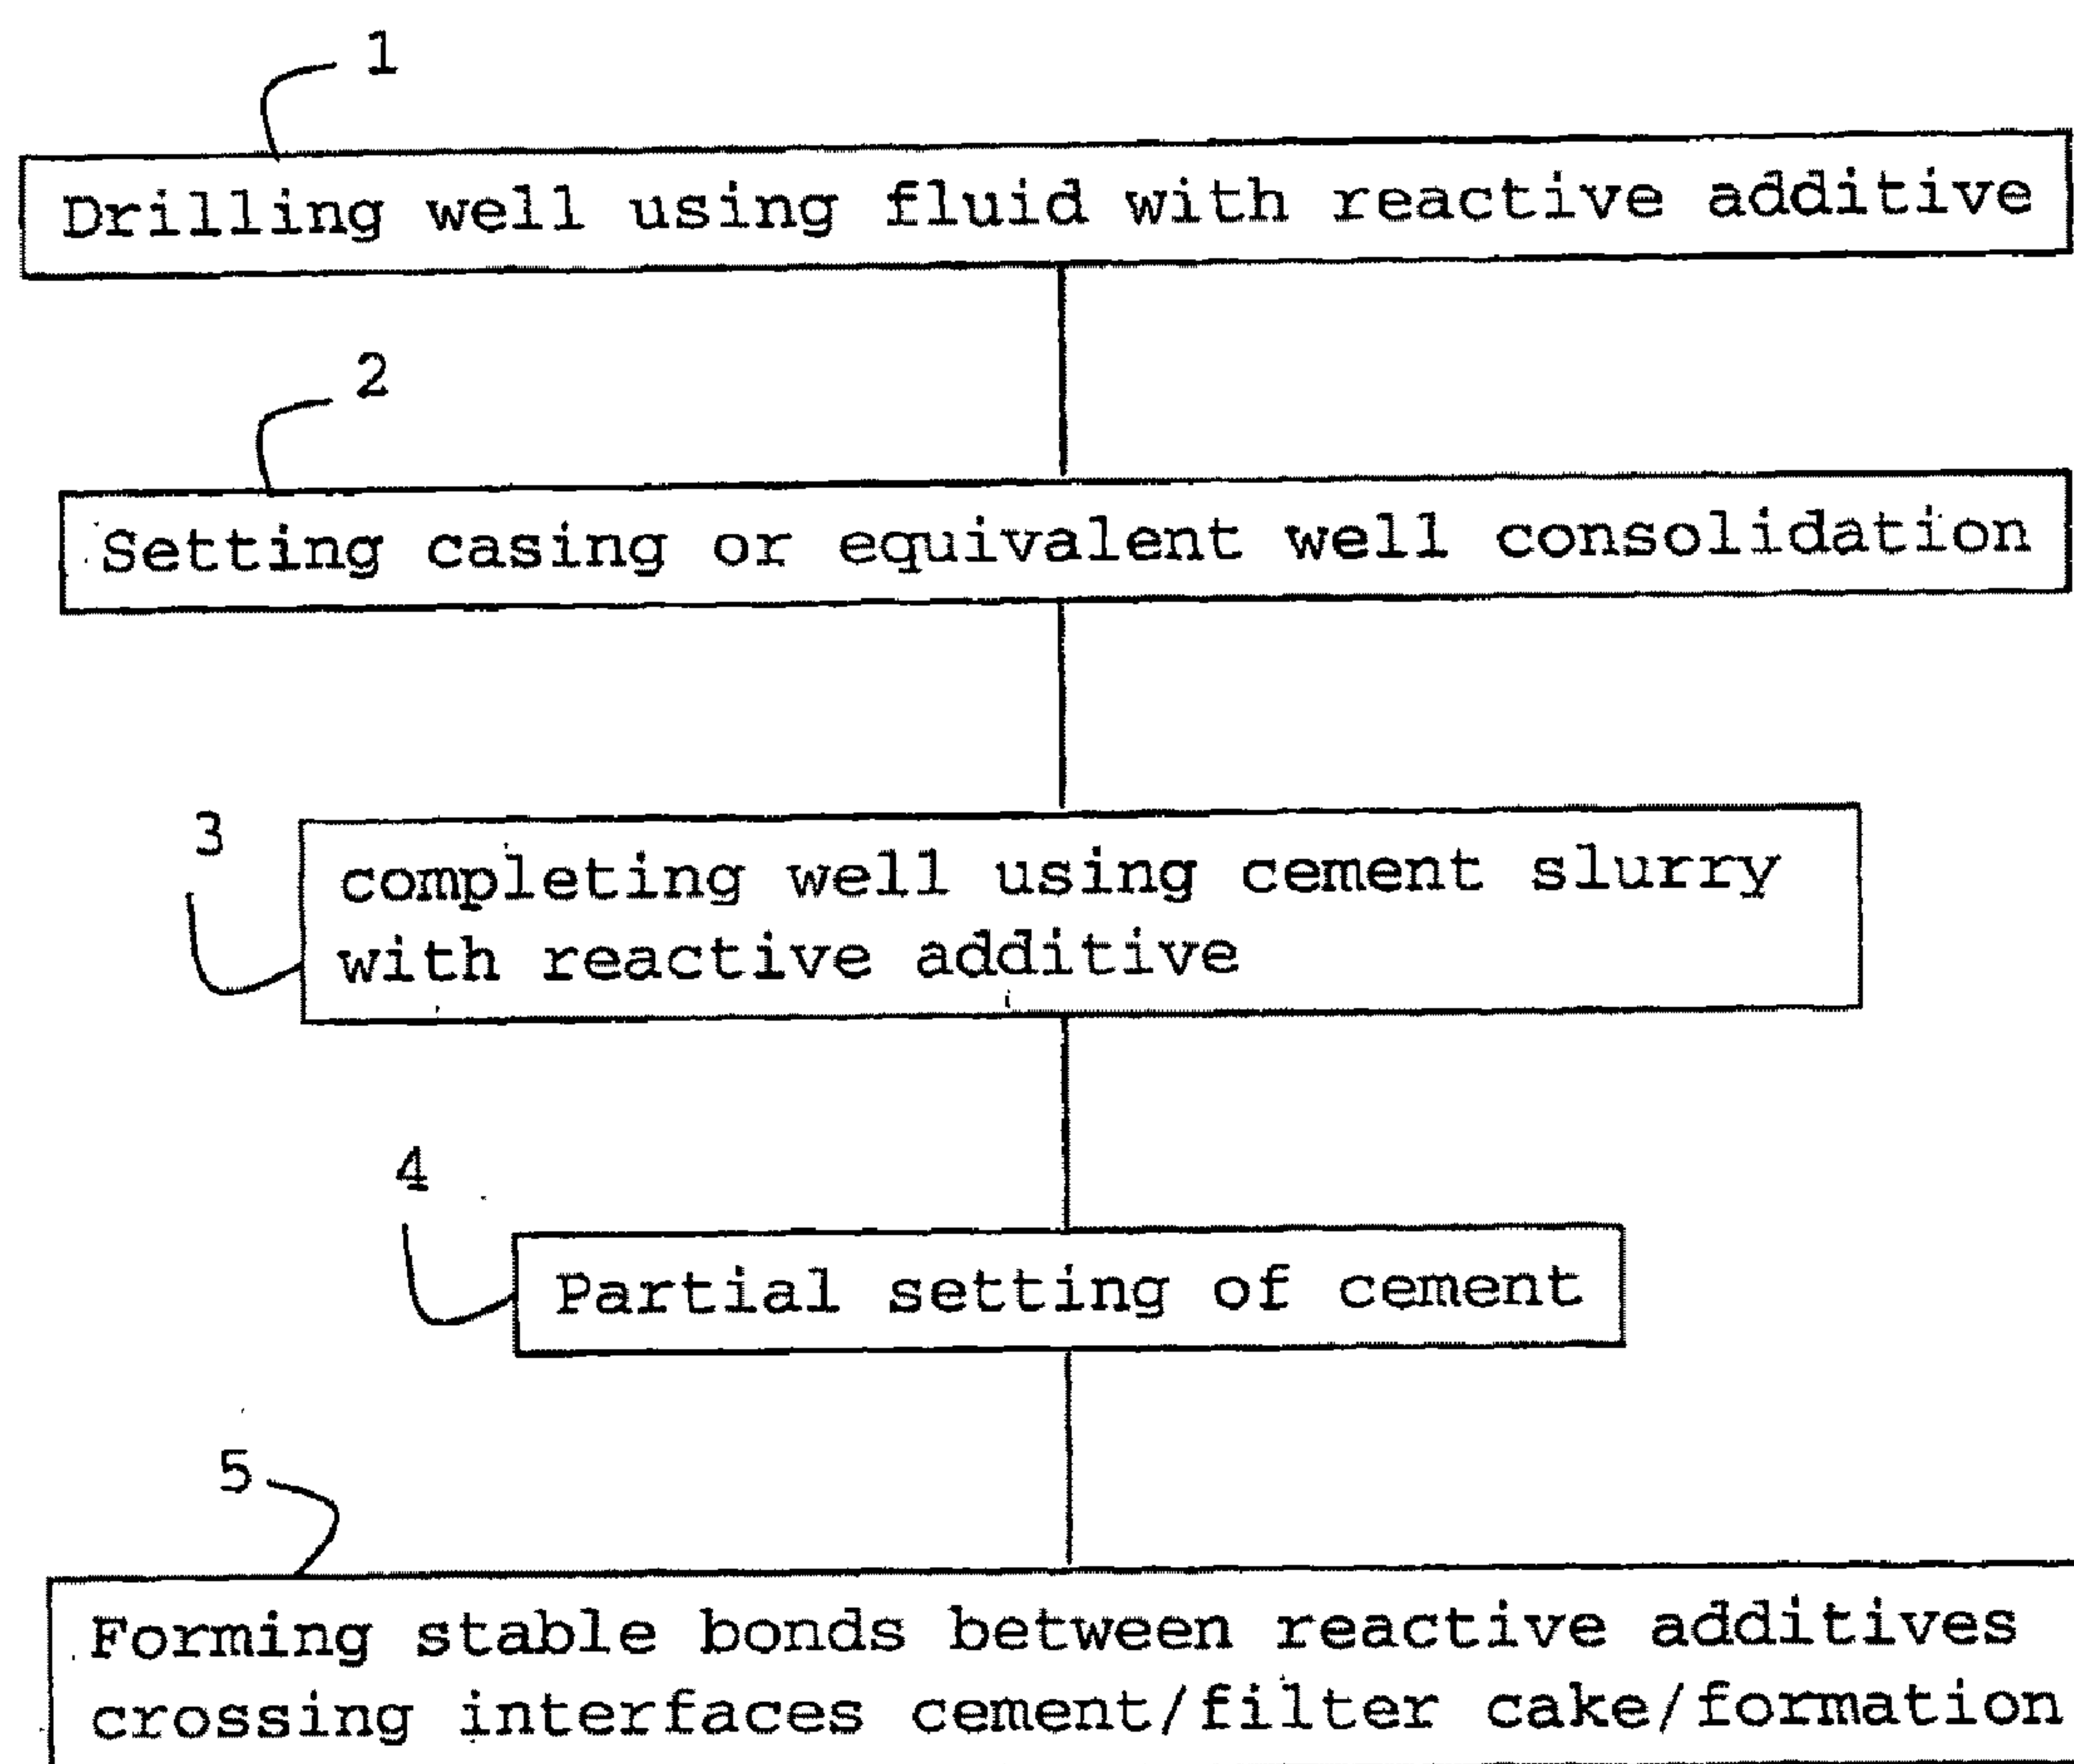 1
Drilling well using fluid with reactive additive
2
Setting casing or equivalent well consolidation
3
completing well using cement slurry
with reactive additive
4
Partial setting of cement
5
Forming stable bonds between reactive additives
crossing interfaces cement/filter cake/formation